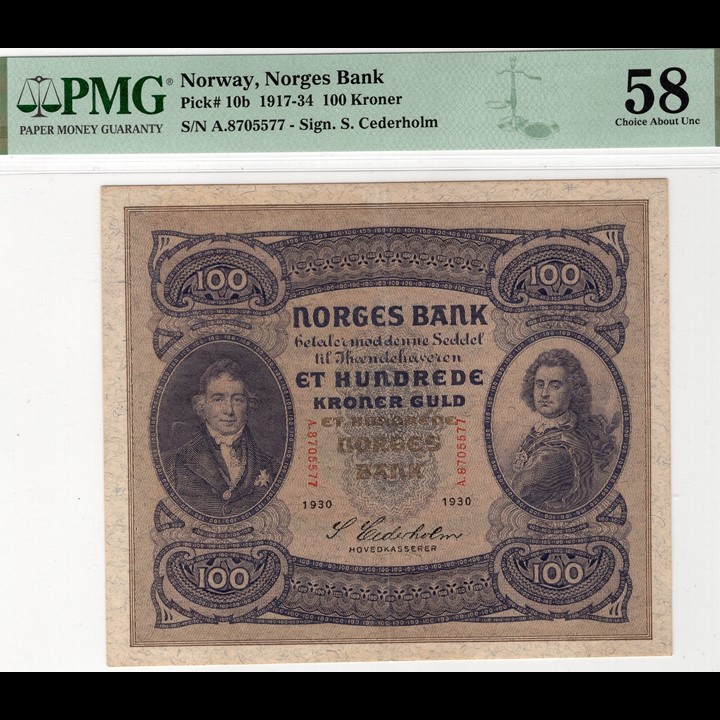 PMG®
PAPER MONEY GUARANTY
Norway, Norges Bank
Pick# 10b 1917-34 100 Kroner
S/N A.8705577 - Sign. S. Cederholm
58
Choice About Unc
100
100
NORGES BANK
betaler mod denne Seddel
til Ihændehaveren
ET HUNDREDE
KRONER GULD
ET HUNDREDE
NORGES
BANK
A.8705577
A.8705577
1930
1930
S. Cederholm
HOVEDKASSERER
100
100